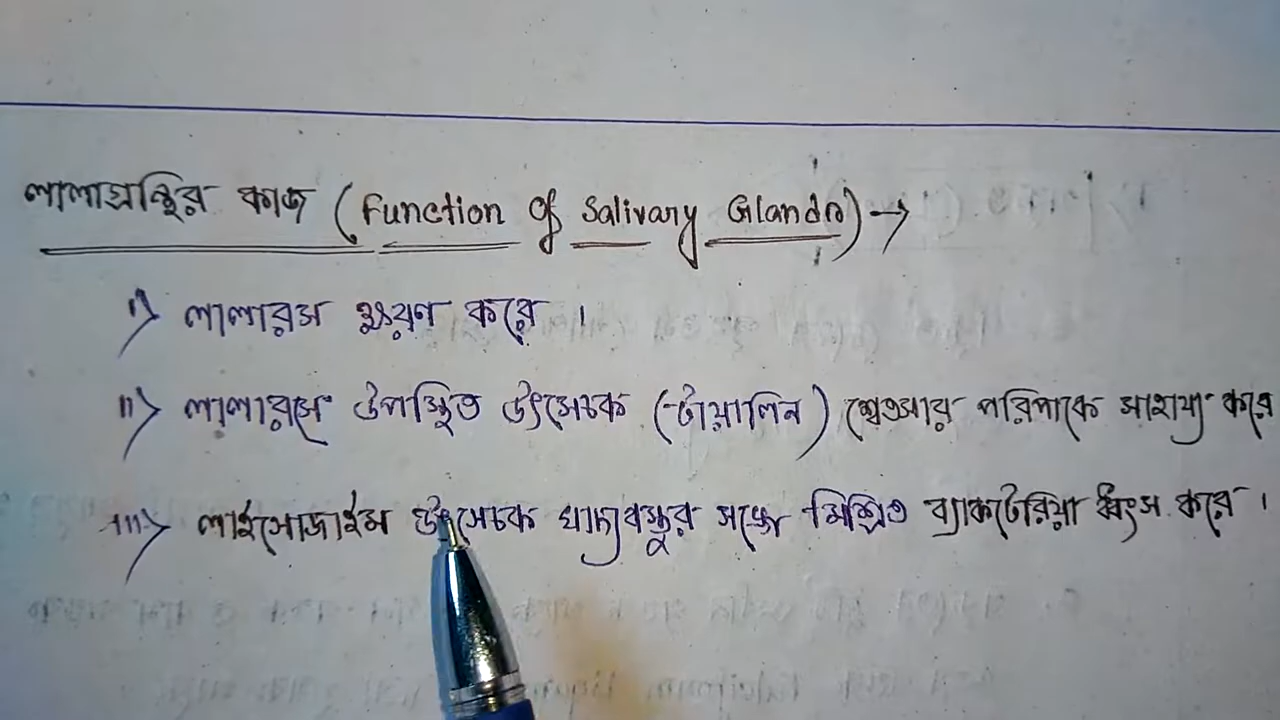 লালাগ্রন্থির কাজ (Function of Salivary Glands) →
i> লালারস ক্ষরণ করে ।
ii> লালারসে উপস্থিত উৎসেচক (টায়ালিন) শ্বেতসার পরিপাকে সাহায্য করে
iii> লাইসোজাইম উৎসেচক খাদ্যবস্তুর সঙ্গে মিশ্রিত ব্যাকটেরিয়া ধ্বংস করে ।